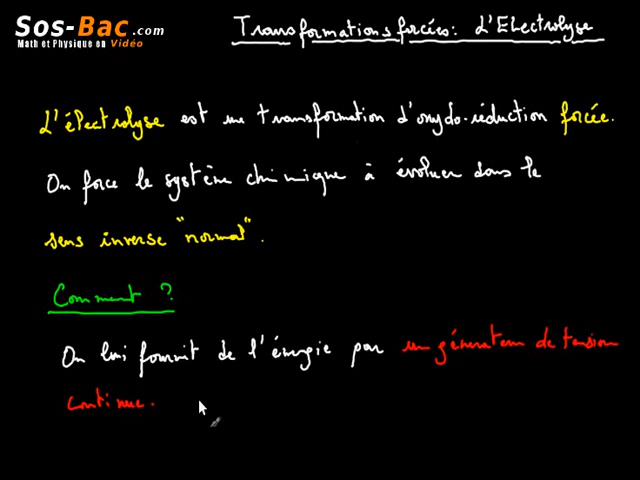 Sos-Bac.com
Math et Physique en Vidéo
Transformations forcées: L'Electrolyse
L'électrolyse est une transformation d'oxydo-réduction forcée.
On force le système chimique à évoluer dans le
sens inverse "normal".
Comment ?
On lui fournit de l'énergie par un générateur de tension
continue.